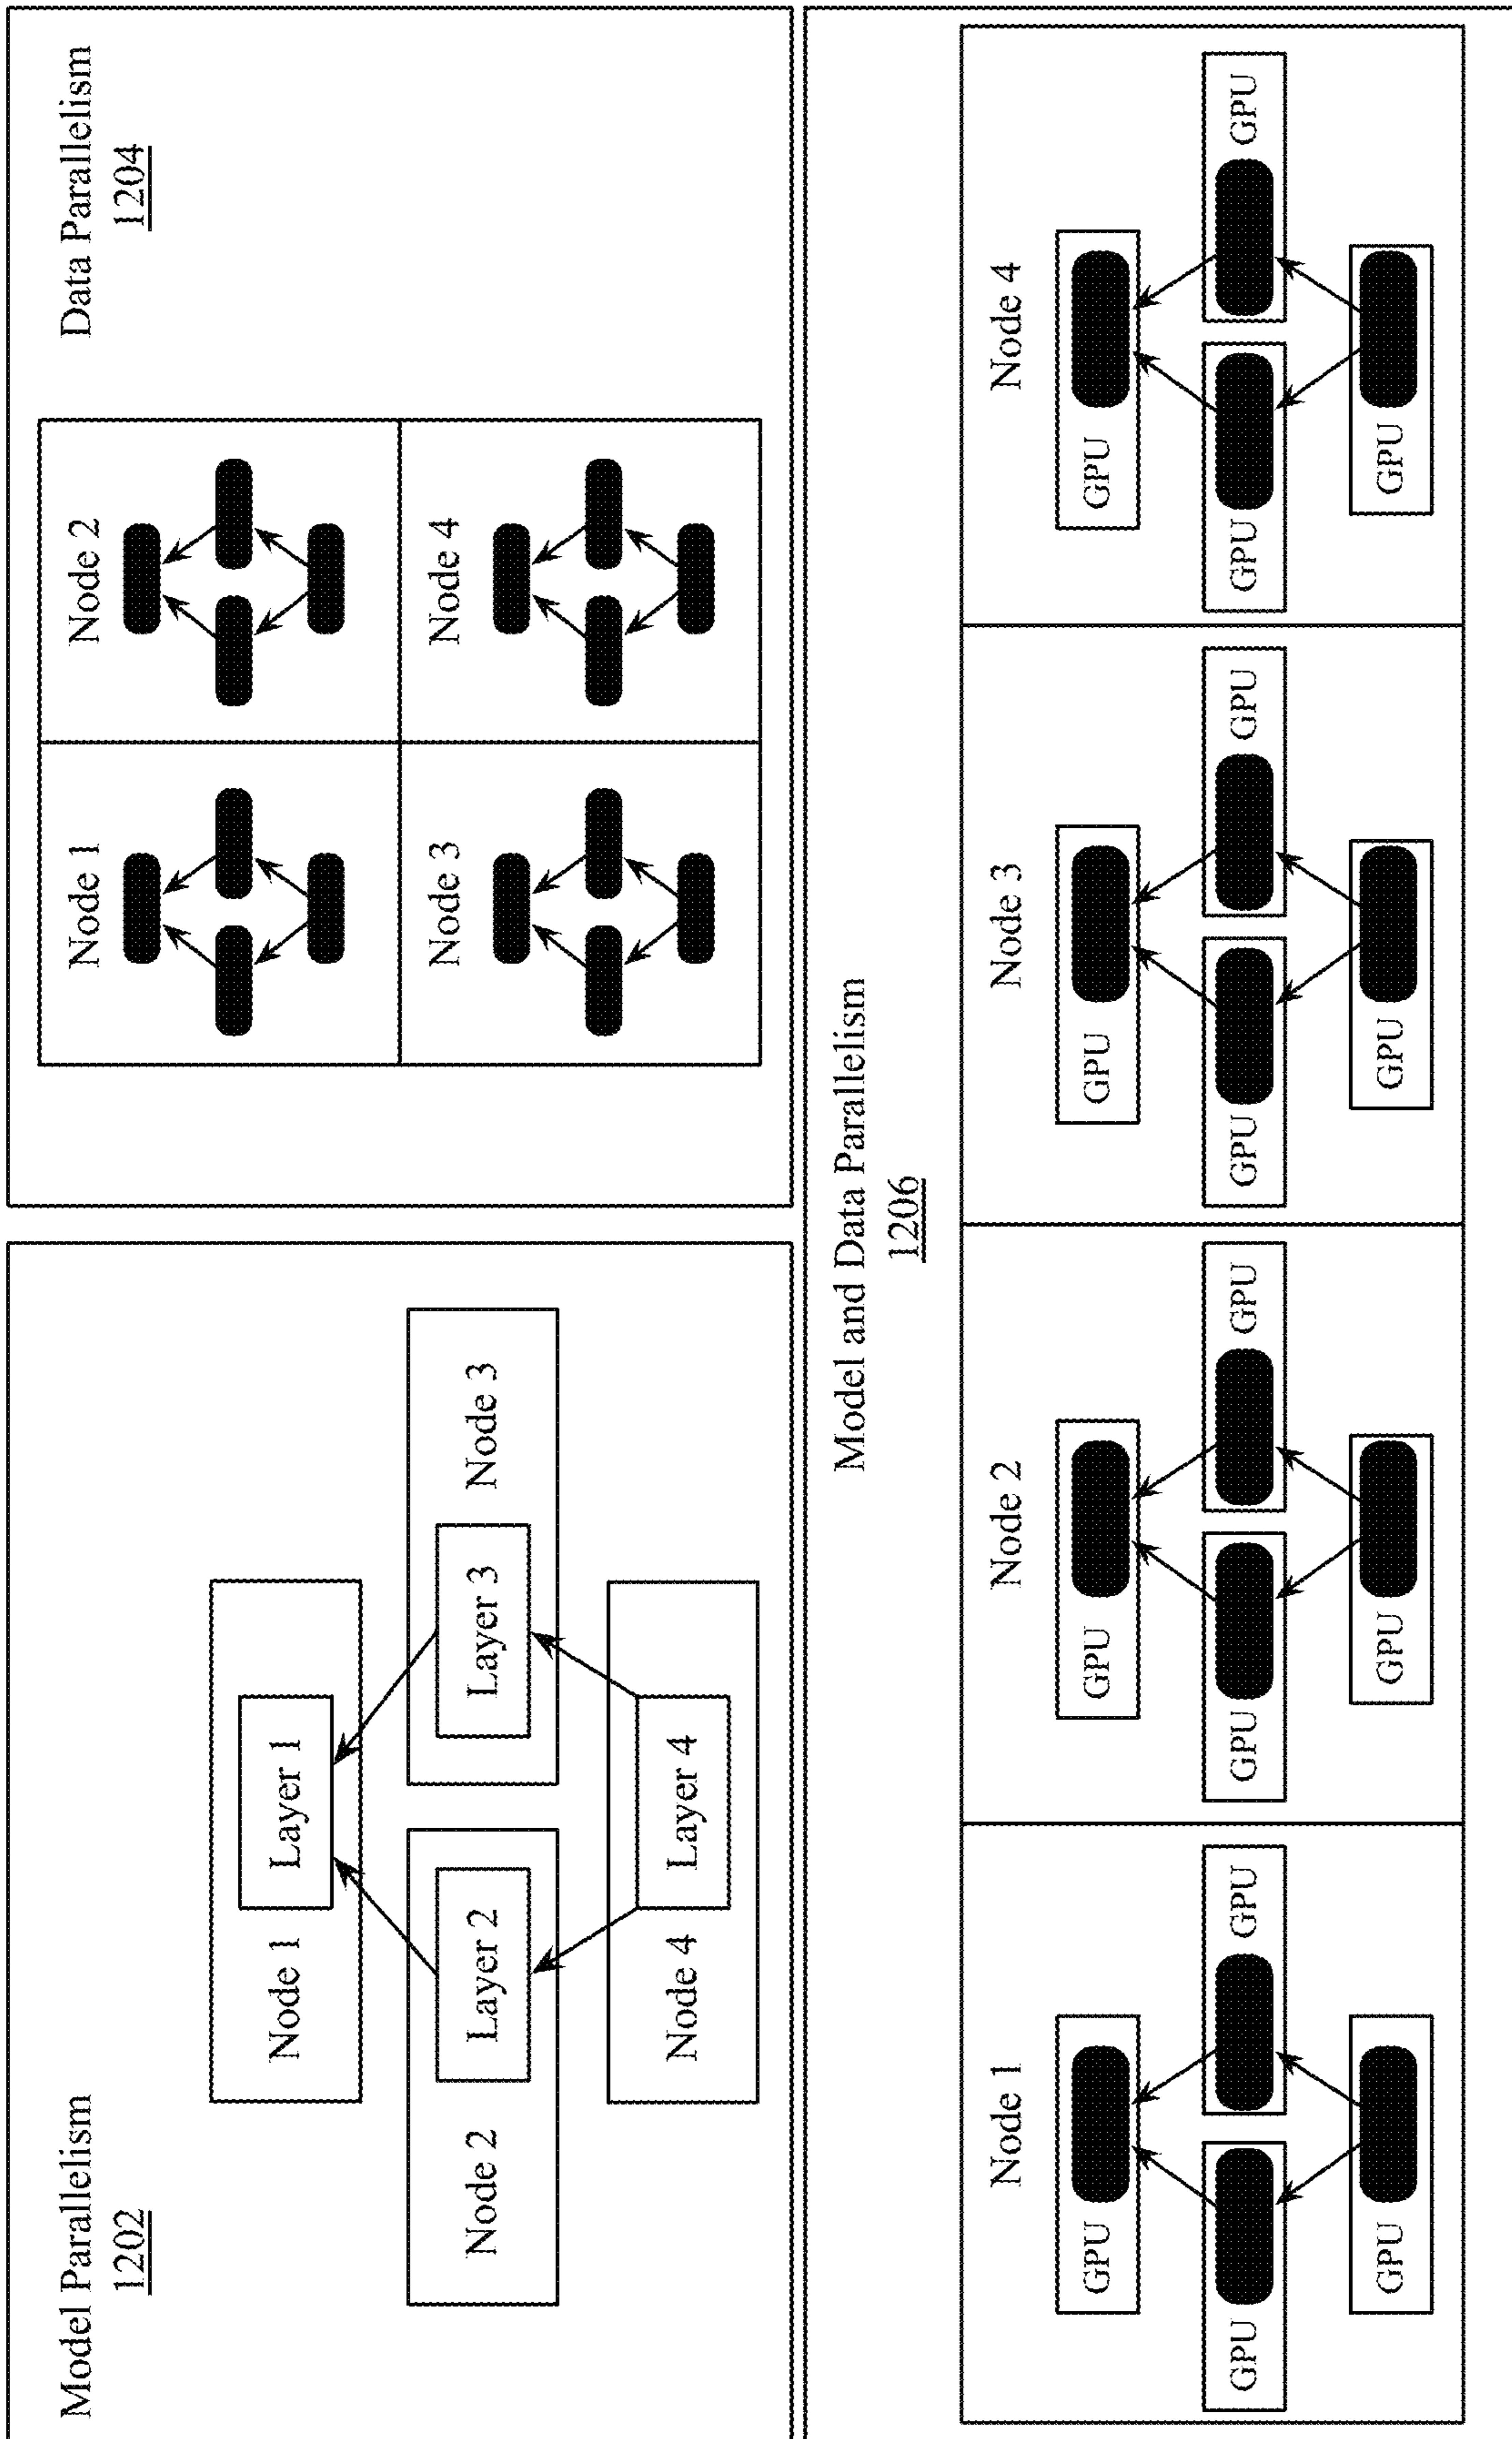 Model Parallelism
1202
Node 1
Layer 1
Node 2
Layer 2
Layer 3
Node 3
Node 4
Layer 4
Data Parallelism
1204
Node 1
Node 2
Node 3
Node 4
Model and Data Parallelism
1206
Node 1
GPU
GPU
GPU
GPU
Node 2
GPU
GPU
GPU
GPU
Node 3
GPU
GPU
GPU
GPU
Node 4
GPU
GPU
GPU
GPU